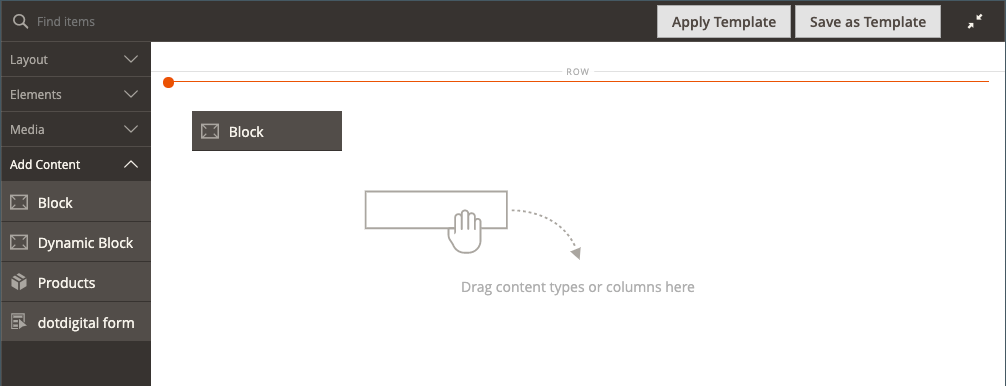 Find items
Apply Template
Save as Template
Layout
Elements
Media
Add Content
Block
Dynamic Block
Products
dotdigital form
ROW
Block
Drag content types or columns here